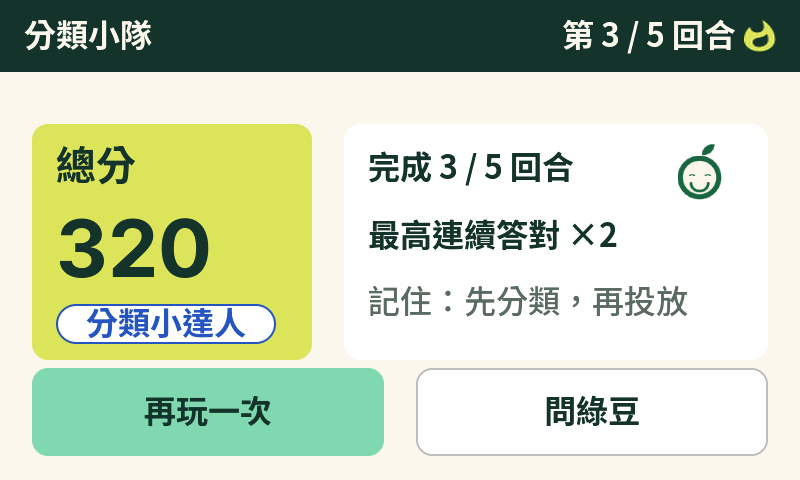 分類小隊
第 3 / 5 回合
總分
320
分類小達人
完成 3 / 5 回合
最高連續答對 ×2
記住：先分類，再投放
再玩一次
問綠豆